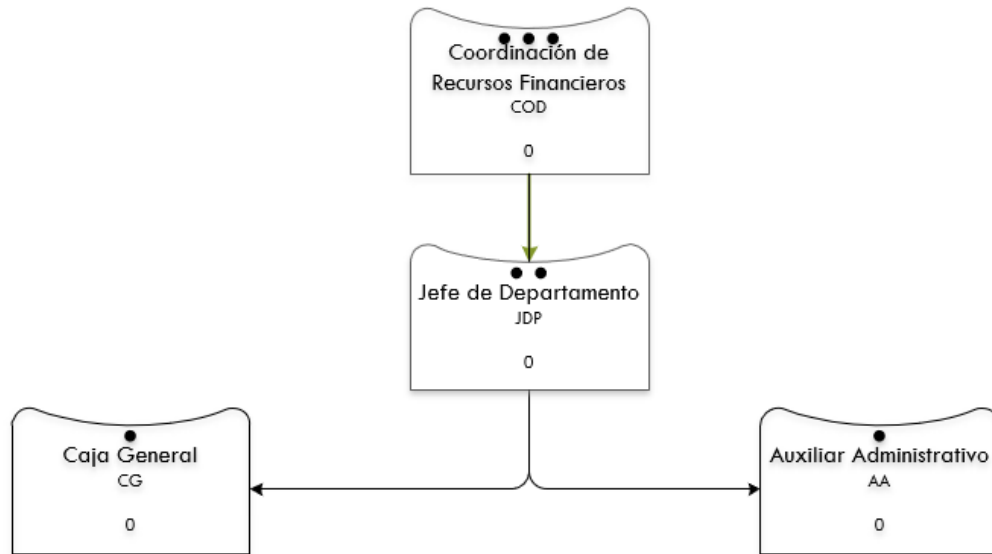 Coordinación de
Recursos Financieros
COD
0
Jefe de Departamento
JDP
0
Caja General
CG
0
Auxiliar Administrativo
AA
0